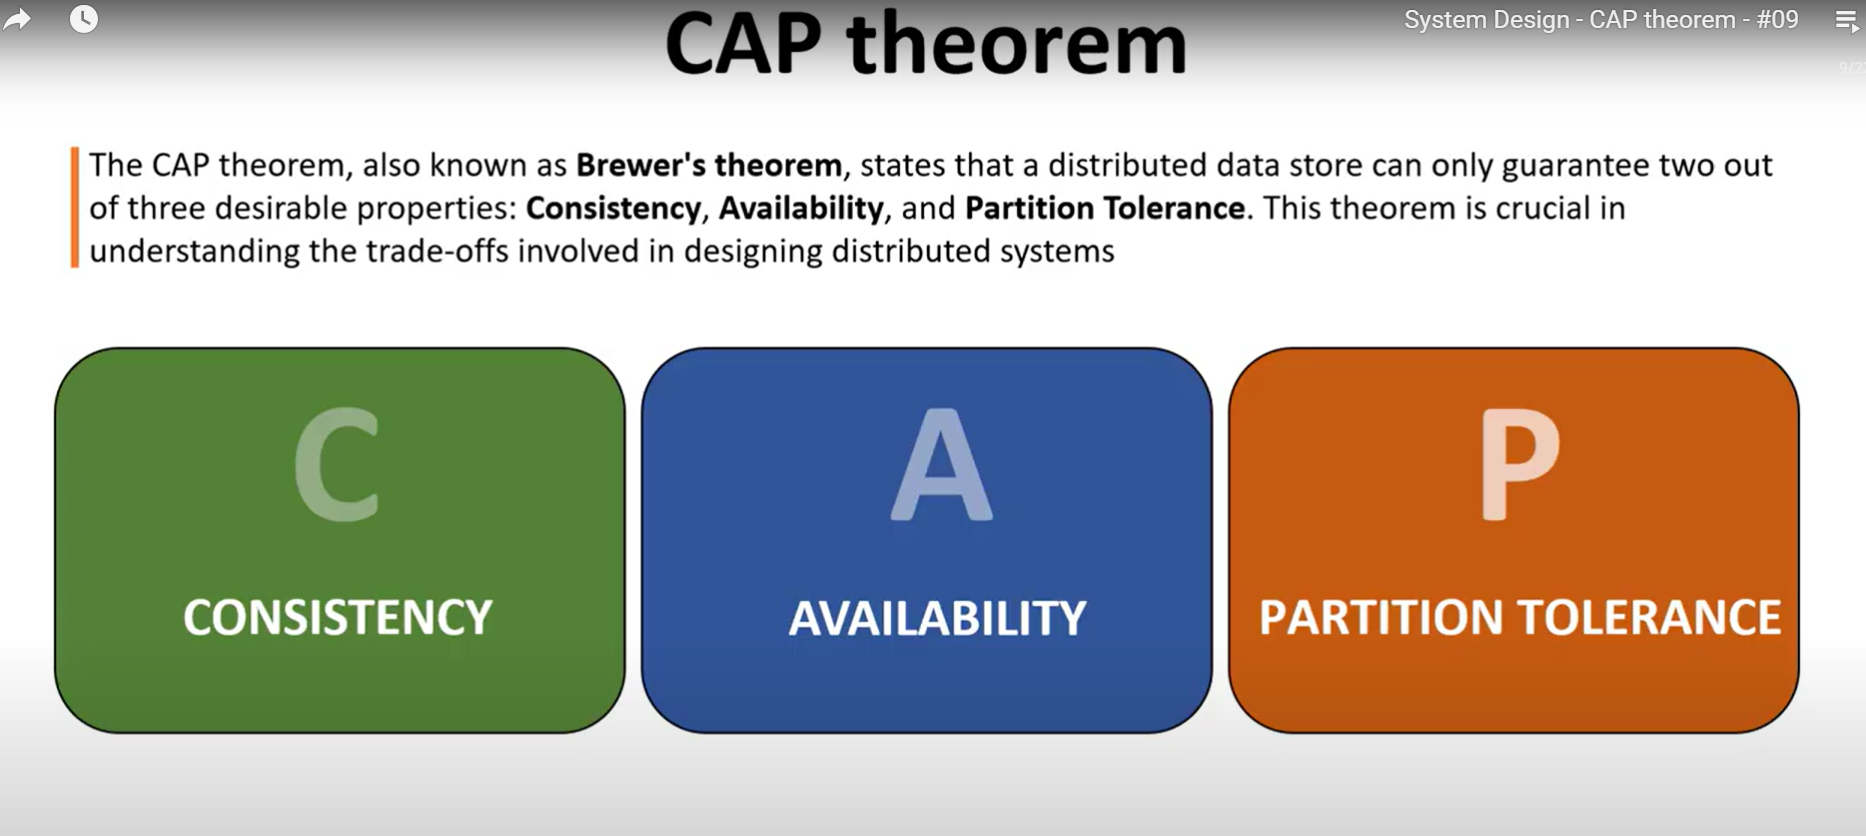 CAP theorem
System Design - CAP theorem - #09
The CAP theorem, also known as Brewer's theorem, states that a distributed data store can only guarantee two out
of three desirable properties: Consistency, Availability, and Partition Tolerance. This theorem is crucial in
understanding the trade-offs involved in designing distributed systems
C
A
P
CONSISTENCY
AVAILABILITY
PARTITION TOLERANCE